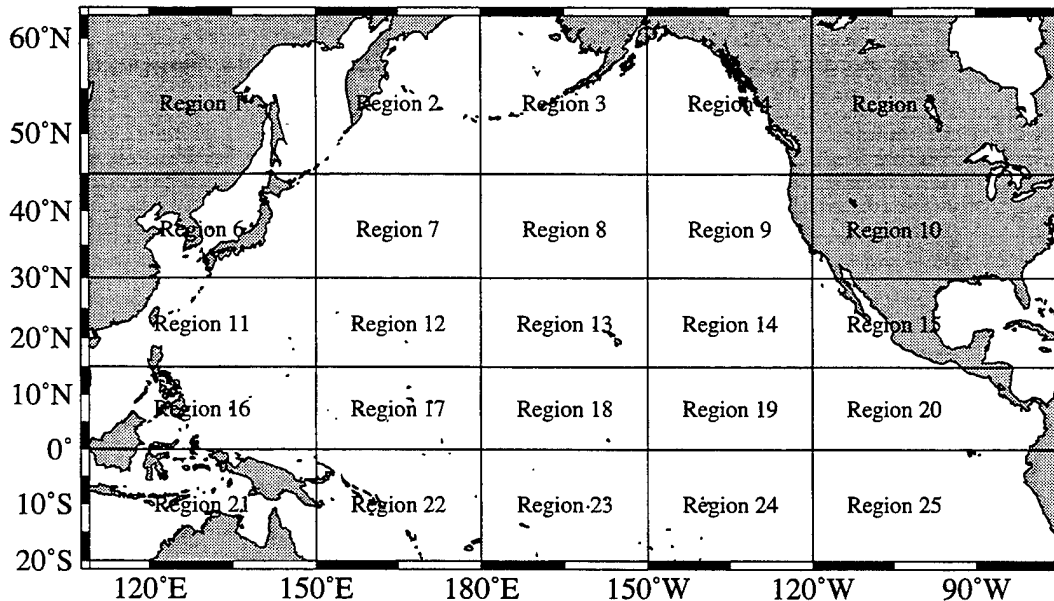 60°N
Region 1 Region 2 Region 3 Region 4 Region 5
50°N
40°N
Region 6 Region 7 Region 8 Region 9 Region 10
30°N
Region 11 Region 12 Region 13 Region 14 Region 15
20°N
10°N
Region 16 Region 17 Region 18 Region 19 Region 20
0°
10°S
Region 21 Region 22 Region 23 Region 24 Region 25
20°S
120°E 150°E 180°E 150°W 120°W 90°W